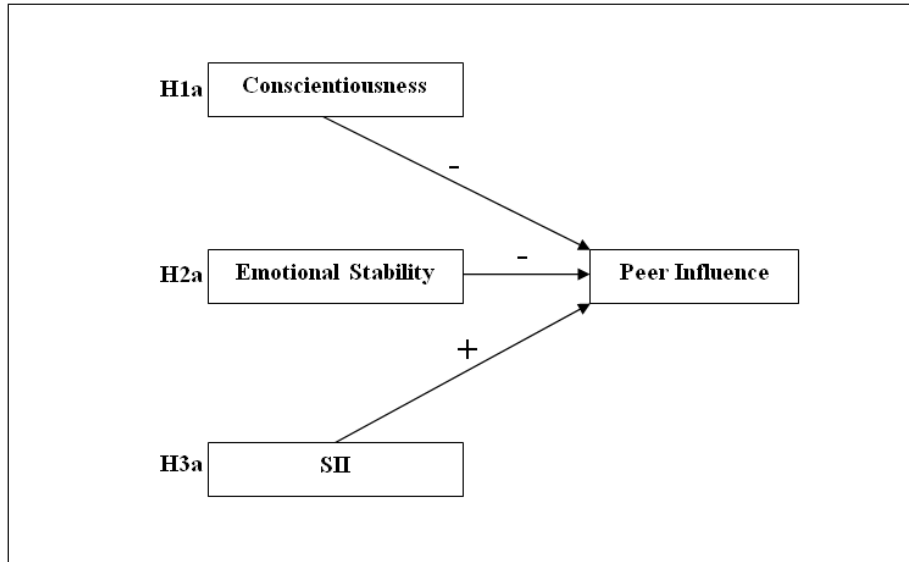 H1a Conscientiousness
-
H2a Emotional Stability - Peer Influence
+
H3a SII